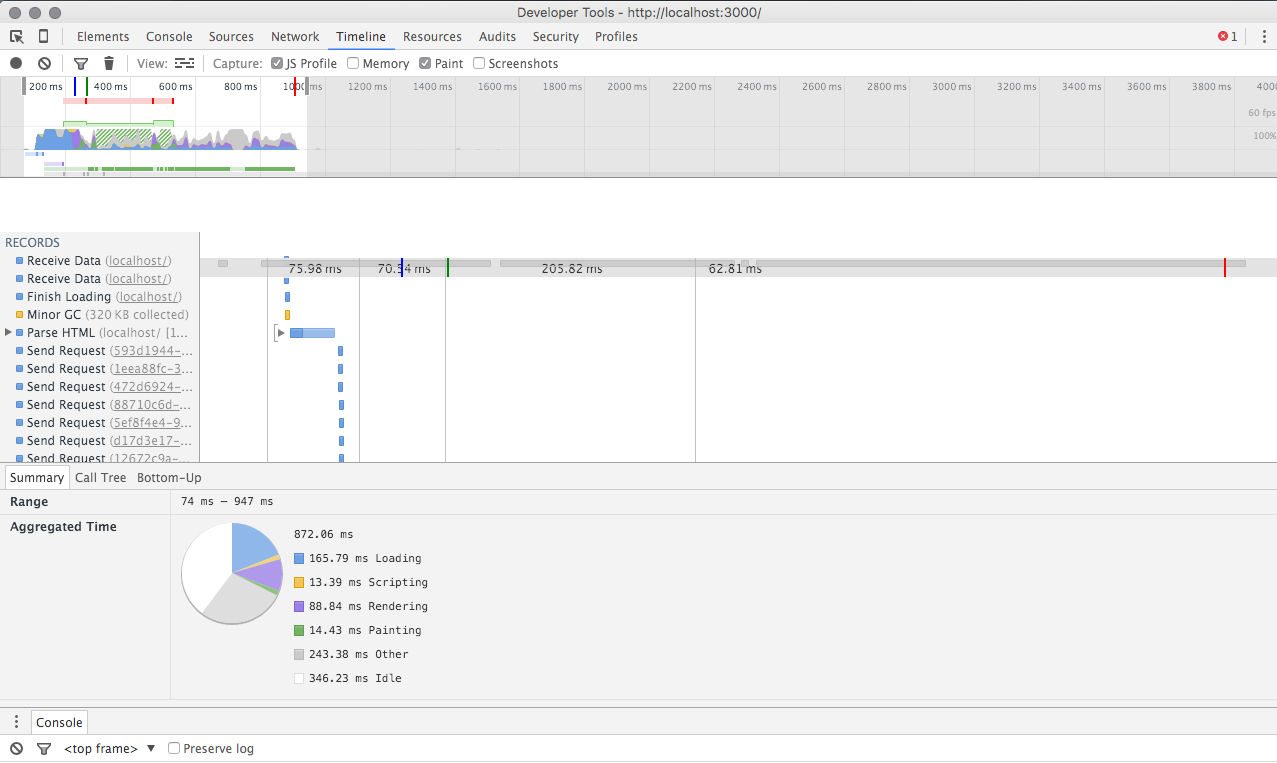 Developer Tools - http://localhost:3000/
Elements Console Sources Network Timeline Resources Audits Security Profiles 1
View: Capture: JS Profile Memory Paint Screenshots
200 ms 400 ms 600 ms 800 ms 1000 ms 1200 ms 1400 ms 1600 ms 1800 ms 2000 ms 2200 ms 2400 ms 2600 ms 2800 ms 3000 ms 3200 ms 3400 ms 3600 ms 3800 ms 4000
60 fps
100%
RECORDS
Receive Data (localhost/)
75.98 ms 70.54 ms 205.82 ms 62.81 ms
Receive Data (localhost/)
Finish Loading (localhost/)
Minor GC (320 KB collected)
Parse HTML (localhost/ [1...
Send Request (593d1944-...
Send Request (1eea88fc-3...
Send Request (472d6924-...
Send Request (88710c6d-...
Send Request (5ef8f4e4-9...
Send Request (d17d3e17-...
Send Request (12672c9a-...
Summary Call Tree Bottom-Up
Range 74 ms – 947 ms
Aggregated Time
872.06 ms
165.79 ms Loading
13.39 ms Scripting
88.84 ms Rendering
14.43 ms Painting
243.38 ms Other
346.23 ms Idle
Console
<top frame> ▼ Preserve log